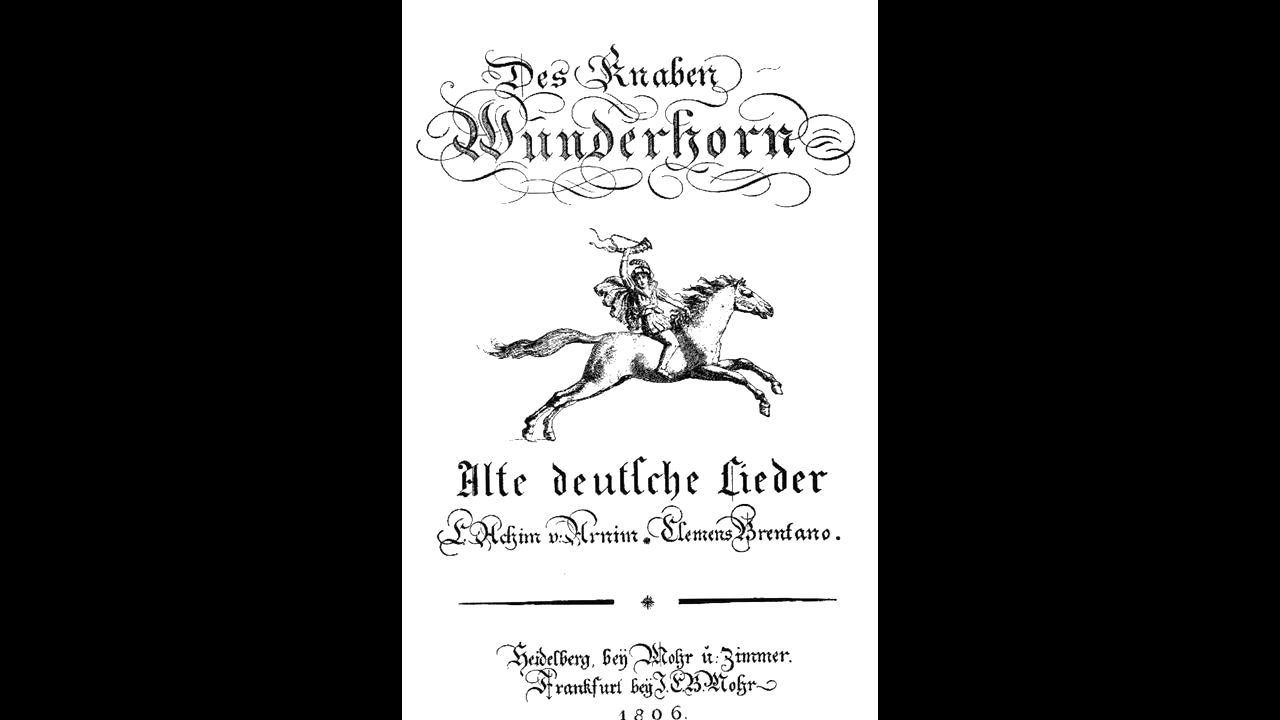 Des Knaben
Wunderhorn
Alte deutſche Lieder
L. Achim v. Arnim. Clemens Brentano.
Heidelberg, beÿ Mohr u. Zimmer.
Frankfurt beÿ J.C.B. Mohr
1806.